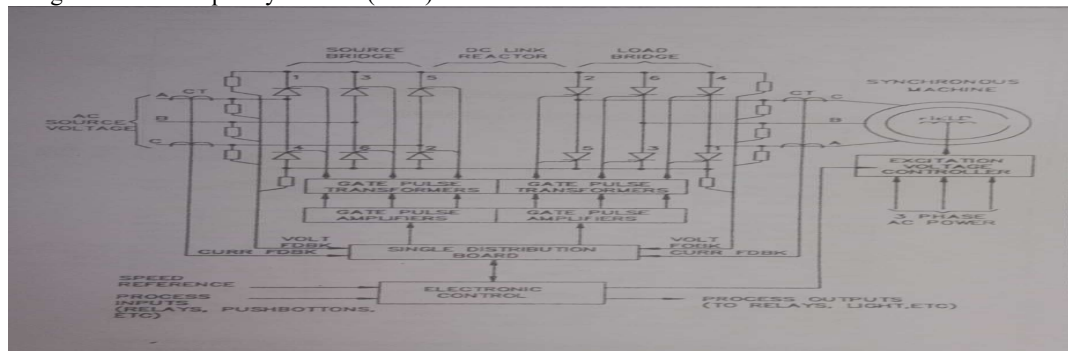 SOURCE BRIDGE
DC LINK REACTOR
LOAD BRIDGE
1 3 5
2 6 4
SYNCHRONOUS MACHINE
A CT
CT C
AC SOURCE VOLTAGE
B
B
FIELD
C
A
4 6 2
5 3 1
EXCITATION VOLTAGE CONTROLLER
GATE PULSE TRANSFORMERS
GATE PULSE TRANSFORMERS
GATE PULSE AMPLIFIERS
GATE PULSE AMPLIFIERS
3 PHASE AC POWER
VOLT FDBK
VOLT FDBK
CURR FDBK
SINGLE DISTRIBUTION BOARD
CURR FDBK
SPEED REFERENCE
ELECTRONIC CONTROL
PROCESS INPUTS
(RELAYS, PUSHBOTTONS, ETC)
PROCESS OUTPUTS
(TO RELAYS, LIGHT,ETC)